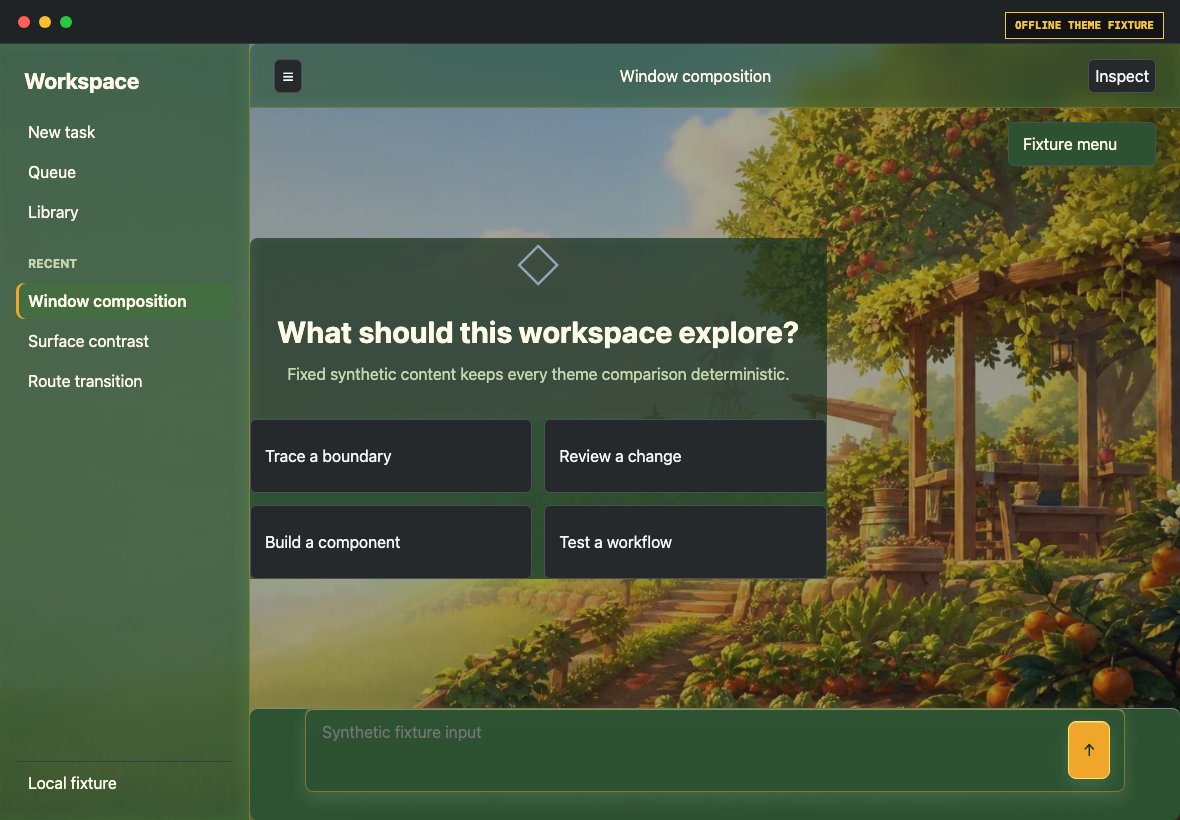 OFFLINE THEME FIXTURE
Workspace
New task
Queue
Library
RECENT
Window composition
Surface contrast
Route transition
Local fixture
Window composition
Inspect
Fixture menu
What should this workspace explore?
Fixed synthetic content keeps every theme comparison deterministic.
Trace a boundary
Review a change
Build a component
Test a workflow
Synthetic fixture input